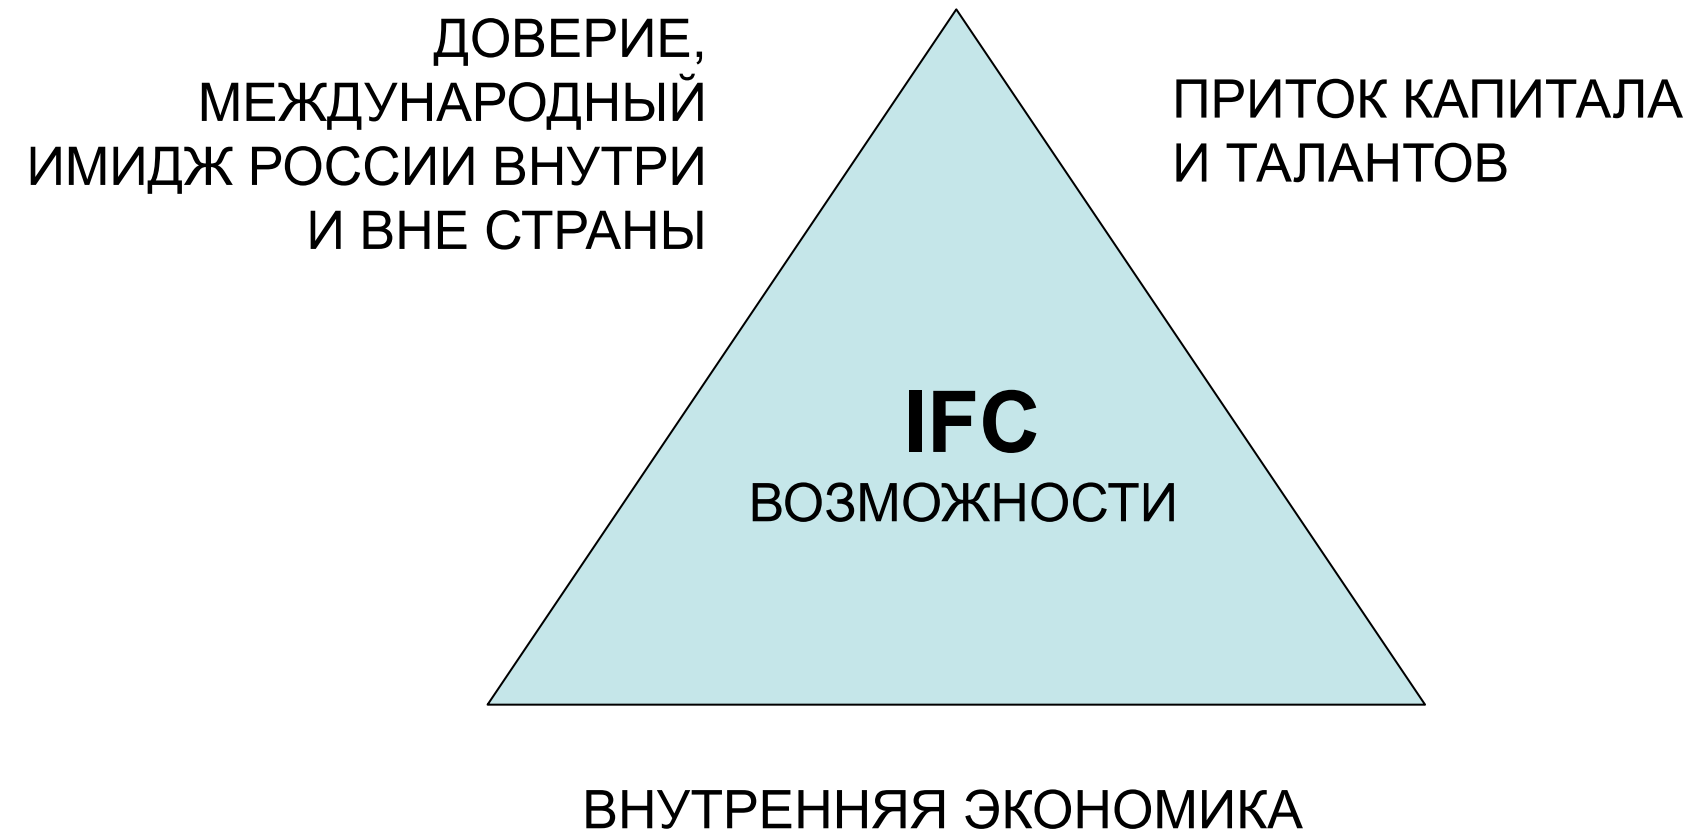 ДОВЕРИЕ,
МЕЖДУНАРОДНЫЙ
ИМИДЖ РОССИИ ВНУТРИ
И ВНЕ СТРАНЫ
ПРИТОК КАПИТАЛА
И ТАЛАНТОВ
IFC
ВОЗМОЖНОСТИ
ВНУТРЕННЯЯ ЭКОНОМИКА